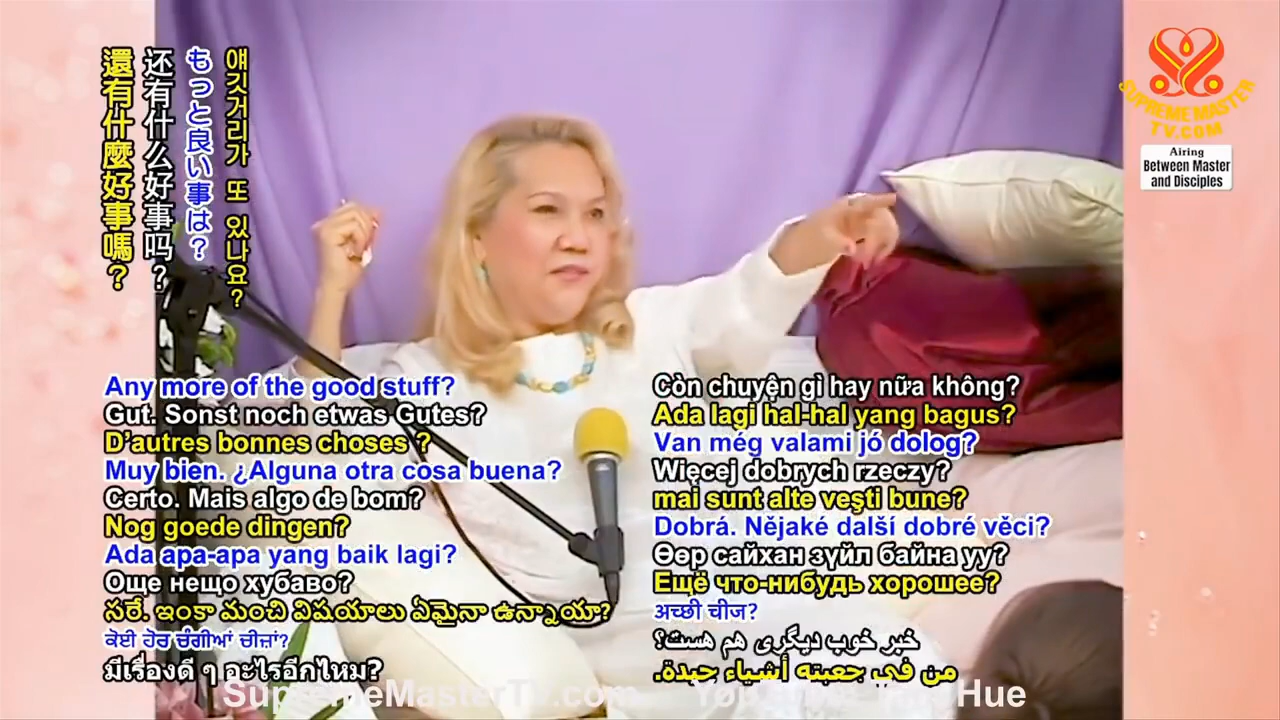 還有什麼好事嗎？
还有什么好事吗？
もっと良い事は？
얘깃거리가 또 있나요?
SUPREME MASTER
TV.COM
Airing
Between Master
and Disciples
Any more of the good stuff?
Gut. Sonst noch etwas Gutes?
D’autres bonnes choses ?
Muy bien. ¿Alguna otra cosa buena?
Certo. Mais algo de bom?
Nog goede dingen?
Ada apa-apa yang baik lagi?
Още нещо хубаво?
సరే. ఇంకా మంచి విషయాలు ఏమైనా ఉన్నాయా?
ਕੋਈ ਹੋਰ ਚੰਗੀਆਂ ਚੀਜ਼ਾਂ?
มีเรื่องดี ๆ อะไรอีกไหม?
Còn chuyện gì hay nữa không?
Ada lagi hal-hal yang bagus?
Van még valami jó dolog?
Więcej dobrych rzeczy?
mai sunt alte veşti bune?
Dobrá. Nějaké další dobré věci?
Өөр сайхан зүйл байна уу?
Ещё что-нибудь хорошее?
अच्छी चीज?
خبر خوب دیگری هم هست؟
من في جعبته أشياء جيدة.
SupremeMasterTV.com
Hue